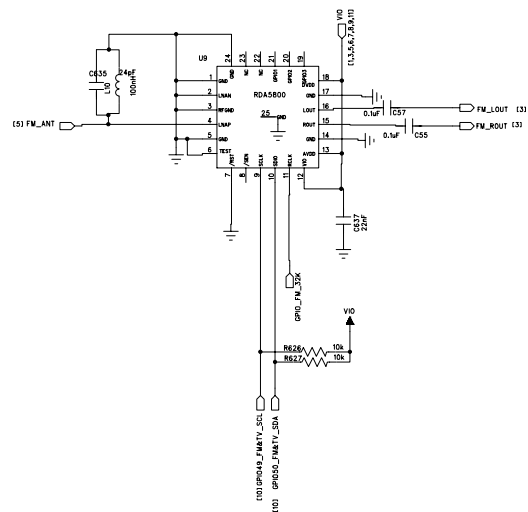 VIO
[1,3,5,6,7,8,9,11]
24
23
22
21
20
19
U9
GND
NC
NC
GPIO1
GPIO2
GPIO3
C635
24pF
L10
100nH
1
GND
DVDD
18
2
LNAN
GND
17
RDA5800
3
RFGND
LOUT
16
0.1uF
C57
FM_LOUT
[3]
[5] FM_ANT
4
LNAP
25
GND
ROUT
15
0.1uF
C55
FM_ROUT
[3]
5
GND
GND
14
6
TEST
AVDD
13
/RST
/SEN
SCLK
SDIO
RCLK
VIO
7
8
9
10
11
12
C637
22nF
GPIO_FM_32K
VIO
R626
10k
R627
10k
[10] GPIO49_FM&TV_SCL
[10] GPIO50_FM&TV_SDA